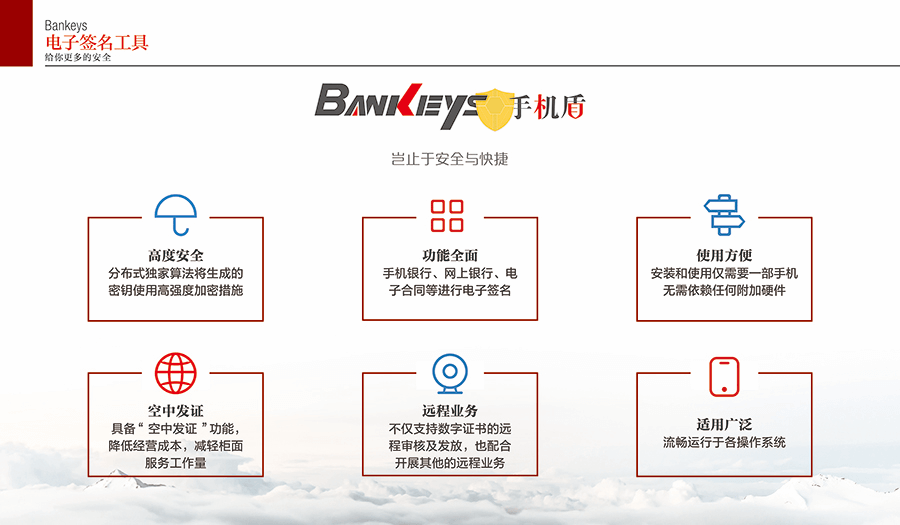 Bankeys
电子签名工具
给你更多的安全
BANKEYS 手机盾
岂止于安全与快捷
高度安全
分布式独家算法将生成的
密钥使用高强度加密措施
功能全面
手机银行、网上银行、电
子合同等进行电子签名
使用方便
安装和使用仅需要一部手机
无需依赖任何附加硬件
空中发证
具备“空中发证”功能，
降低经营成本，减轻柜面
服务工作量
远程业务
不仅支持数字证书的远
程审核及发放，也配合
开展其他的远程业务
适用广泛
流畅运行于各操作系统